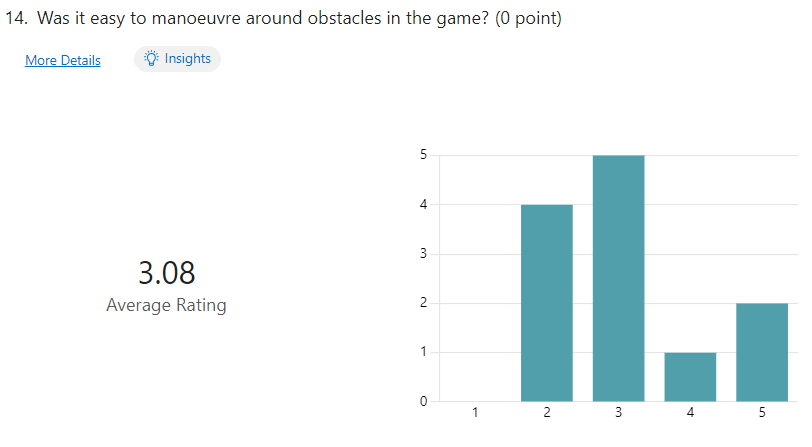 14. Was it easy to manoeuvre around obstacles in the game? (0 point)
More Details
Insights
3.08
Average Rating
5
4
3
2
1
0
1 2 3 4 5